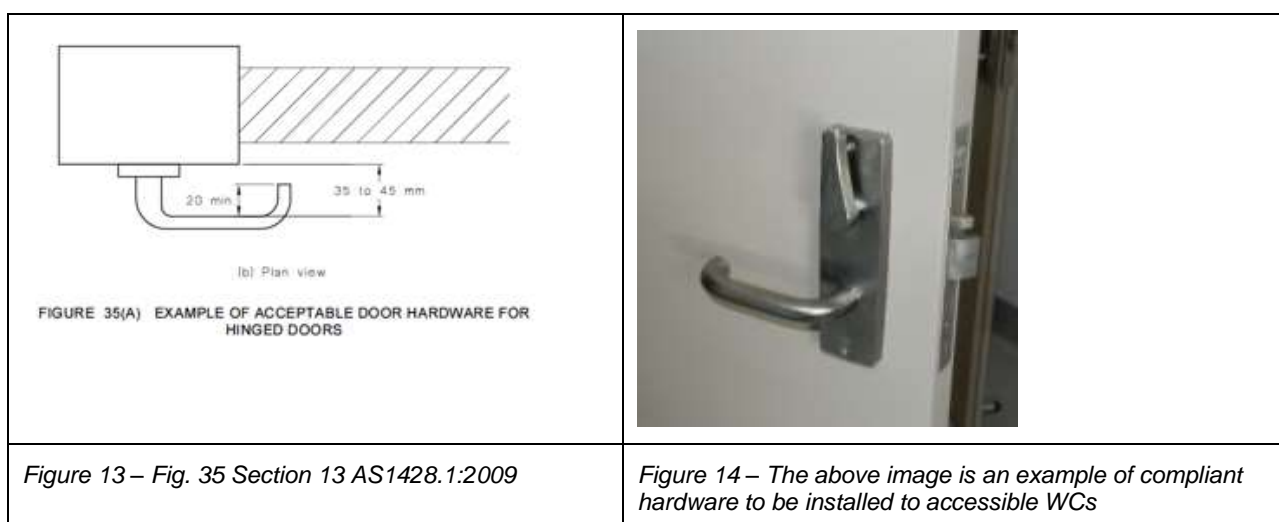 20 min.
35 to 45 mm
(b) Plan view
FIGURE 35(A) EXAMPLE OF ACCEPTABLE DOOR HARDWARE FOR
HINGED DOORS
Figure 13 – Fig. 35 Section 13 AS1428.1:2009
Figure 14 – The above image is an example of compliant
hardware to be installed to accessible WCs